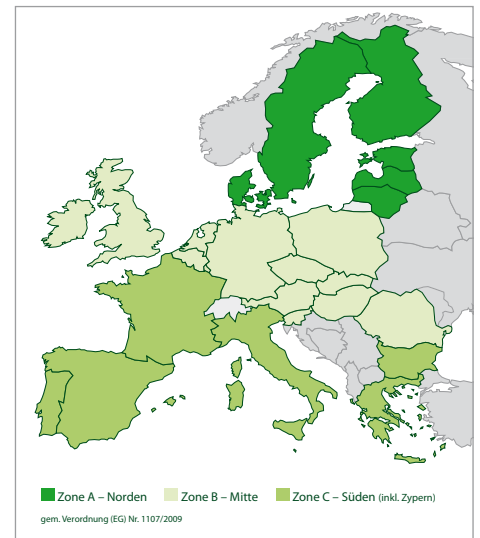 Zone A – Norden Zone B – Mitte Zone C – Süden (inkl. Zypern)
gem. Verordnung (EG) Nr. 1107/2009